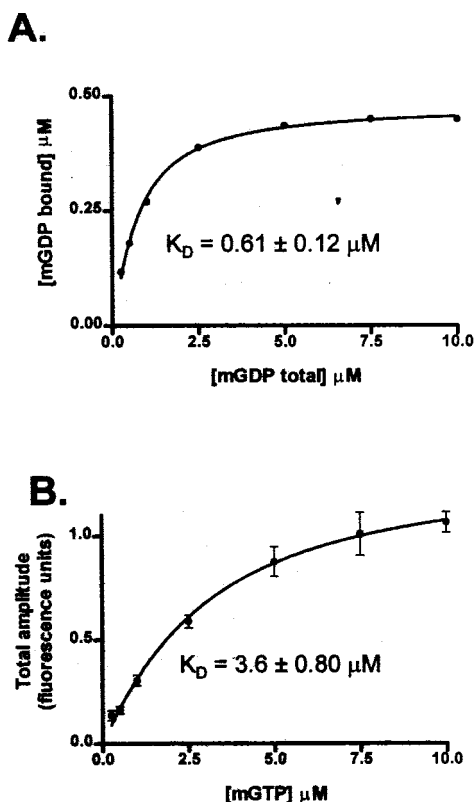 A.
0.50
0.25
0.00
[mGDP bound] μM
K_D = 0.61 ± 0.12 μM
0.0 2.5 5.0 7.5 10.0
[mGDP total] μM
B.
1.0
0.5
0.0
Total amplitude
(fluorescence units)
K_D = 3.6 ± 0.80 μM
0.0 2.5 5.0 7.5 10.0
[mGTP] μM